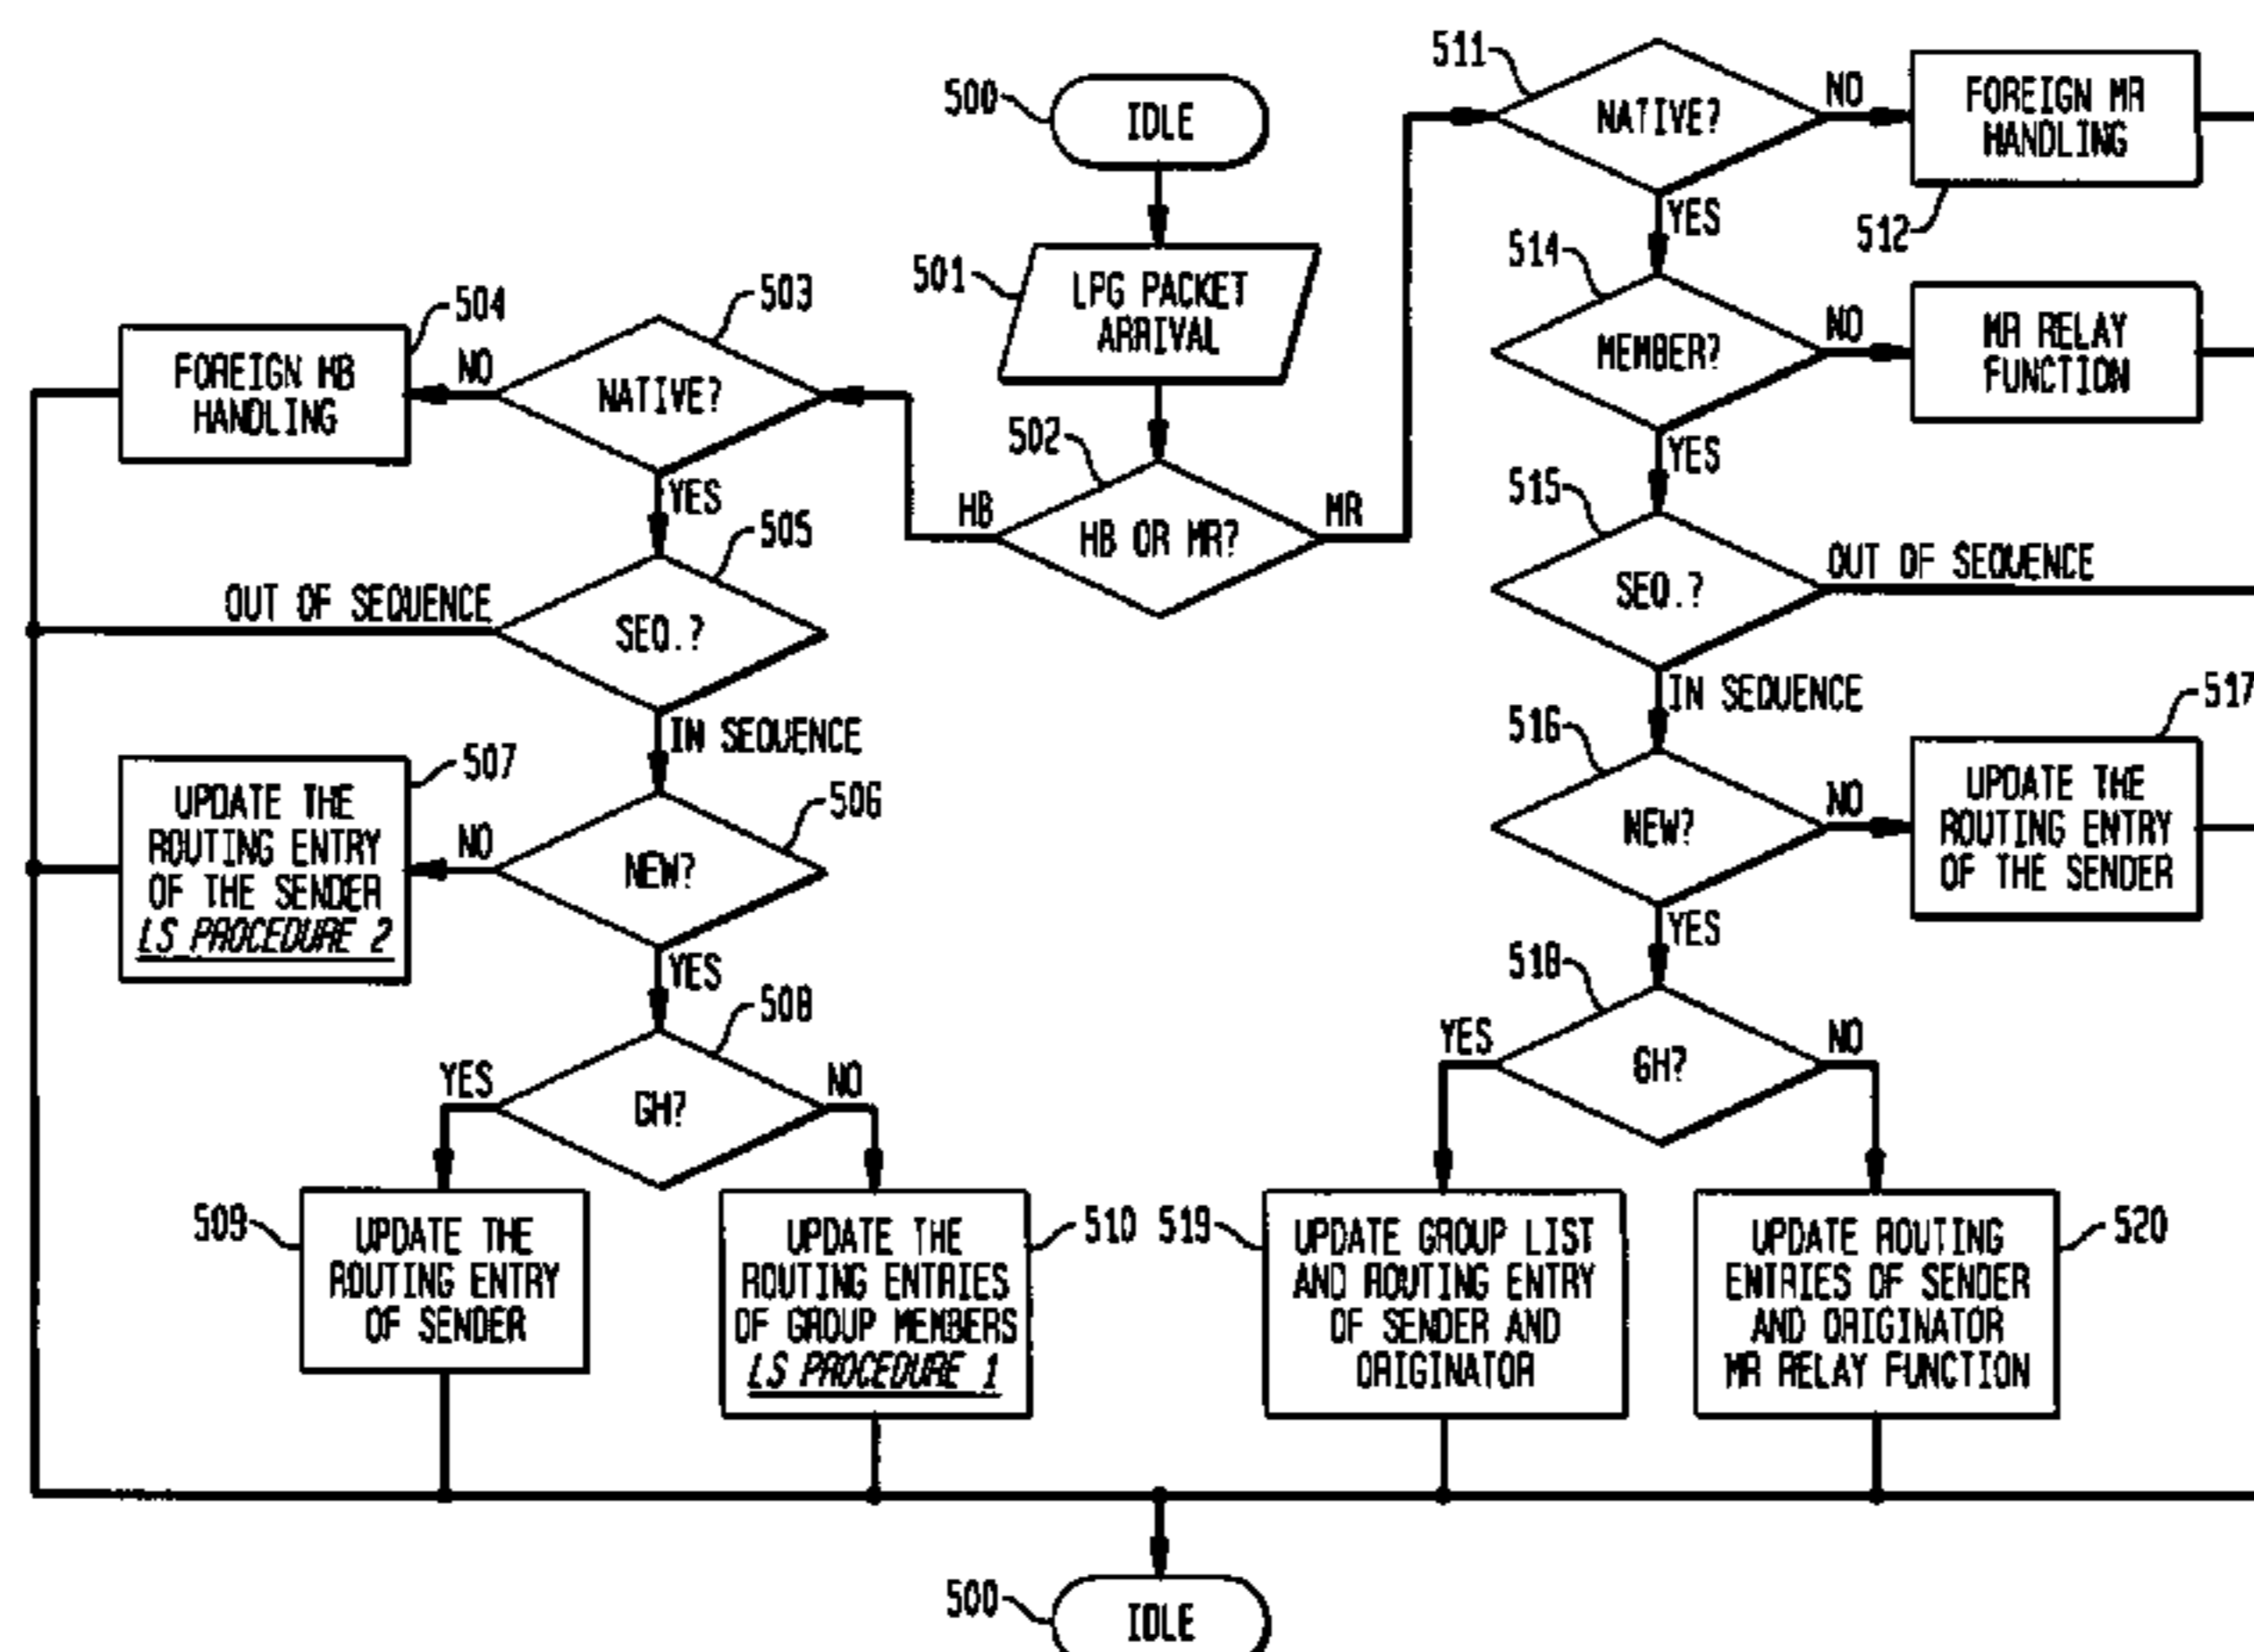 500
IDLE
501
LPG PACKET
ARRIVAL
502
HB OR MR?
HB
MR
503
NATIVE?
NO
504
FOREIGN HB
HANDLING
YES
505
SEQ.?
OUT OF SEQUENCE
IN SEQUENCE
506
NEW?
NO
507
UPDATE THE
ROUTING ENTRY
OF THE SENDER
LS PROCEDURE 2
YES
508
GH?
YES
NO
509
UPDATE THE
ROUTING ENTRY
OF SENDER
510
UPDATE THE
ROUTING ENTRIES
OF GROUP MEMBERS
LS PROCEDURE 1
511
NATIVE?
NO
FOREIGN MR
HANDLING
512
YES
514
MEMBER?
NO
MR RELAY
FUNCTION
YES
515
SEQ.?
OUT OF SEQUENCE
IN SEQUENCE
516
NEW?
NO
517
UPDATE THE
ROUTING ENTRY
OF THE SENDER
YES
518
GH?
YES
NO
519
UPDATE GROUP LIST
AND ROUTING ENTRY
OF SENDER AND
ORIGINATOR
520
UPDATE ROUTING
ENTRIES OF SENDER
AND ORIGINATOR
MR RELAY FUNCTION
500
IDLE